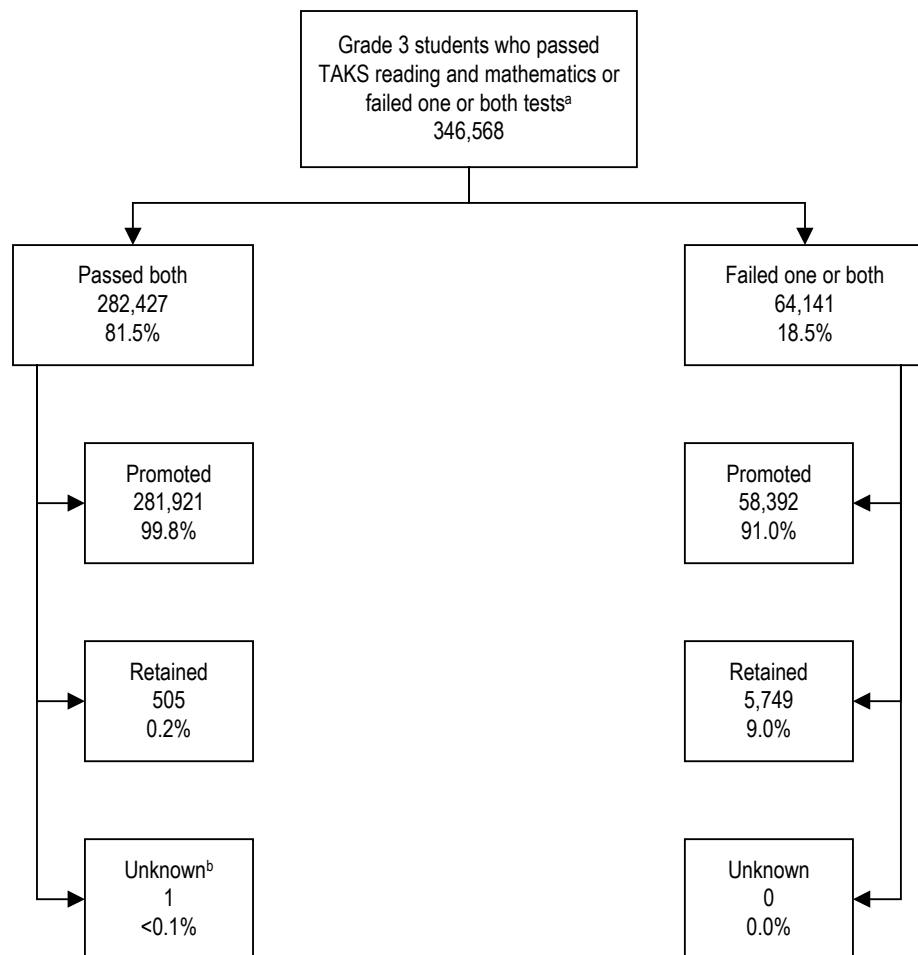 Grade 3 students who passed
TAKS reading and mathematics or
failed one or both testsᵃ
346,568
Passed both
282,427
81.5%
Failed one or both
64,141
18.5%
Promoted
281,921
99.8%
Promoted
58,392
91.0%
Retained
505
0.2%
Retained
5,749
9.0%
Unknownᵇ
1
<0.1%
Unknown
0
0.0%